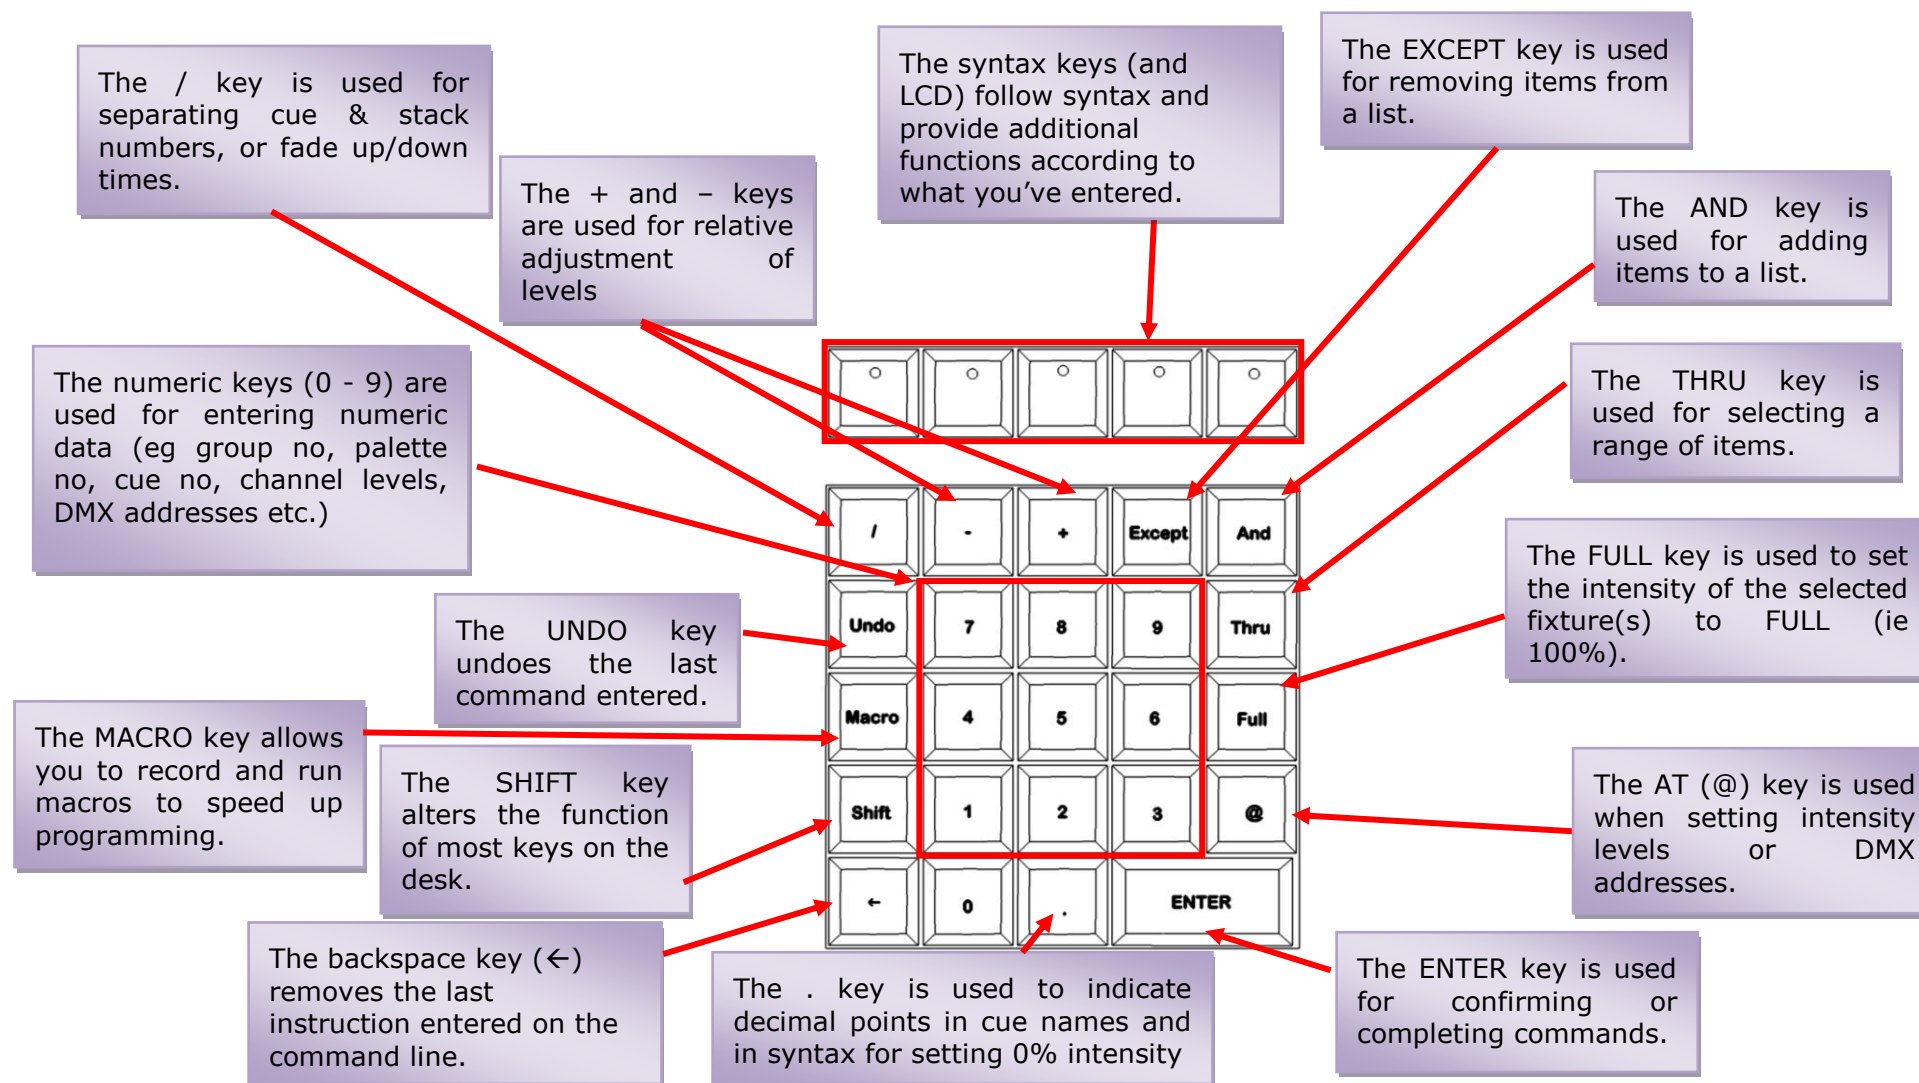 The / key is used for
separating cue & stack
numbers, or fade up/down
times.
The + and – keys
are used for relative
adjustment of
levels
The syntax keys (and
LCD) follow syntax and
provide additional
functions according to
what you’ve entered.
The EXCEPT key is used
for removing items from
a list.
The AND key is
used for adding
items to a list.
The numeric keys (0 - 9) are
used for entering numeric
data (eg group no, palette
no, cue no, channel levels,
DMX addresses etc.)
The THRU key is
used for selecting a
range of items.
The FULL key is used to set
the intensity of the selected
fixture(s) to FULL (ie
100%).
The UNDO key
undoes the last
command entered.
The MACRO key allows
you to record and run
macros to speed up
programming.
The SHIFT key
alters the function
of most keys on the
desk.
The AT (@) key is used
when setting intensity
levels or DMX
addresses.
/ - + Except And
Undo 7 8 9 Thru
Macro 4 5 6 Full
Shift 1 2 3 @
← 0 . ENTER
The backspace key (←)
removes the last
instruction entered on the
command line.
The . key is used to indicate
decimal points in cue names and
in syntax for setting 0% intensity
The ENTER key is used
for confirming or
completing commands.